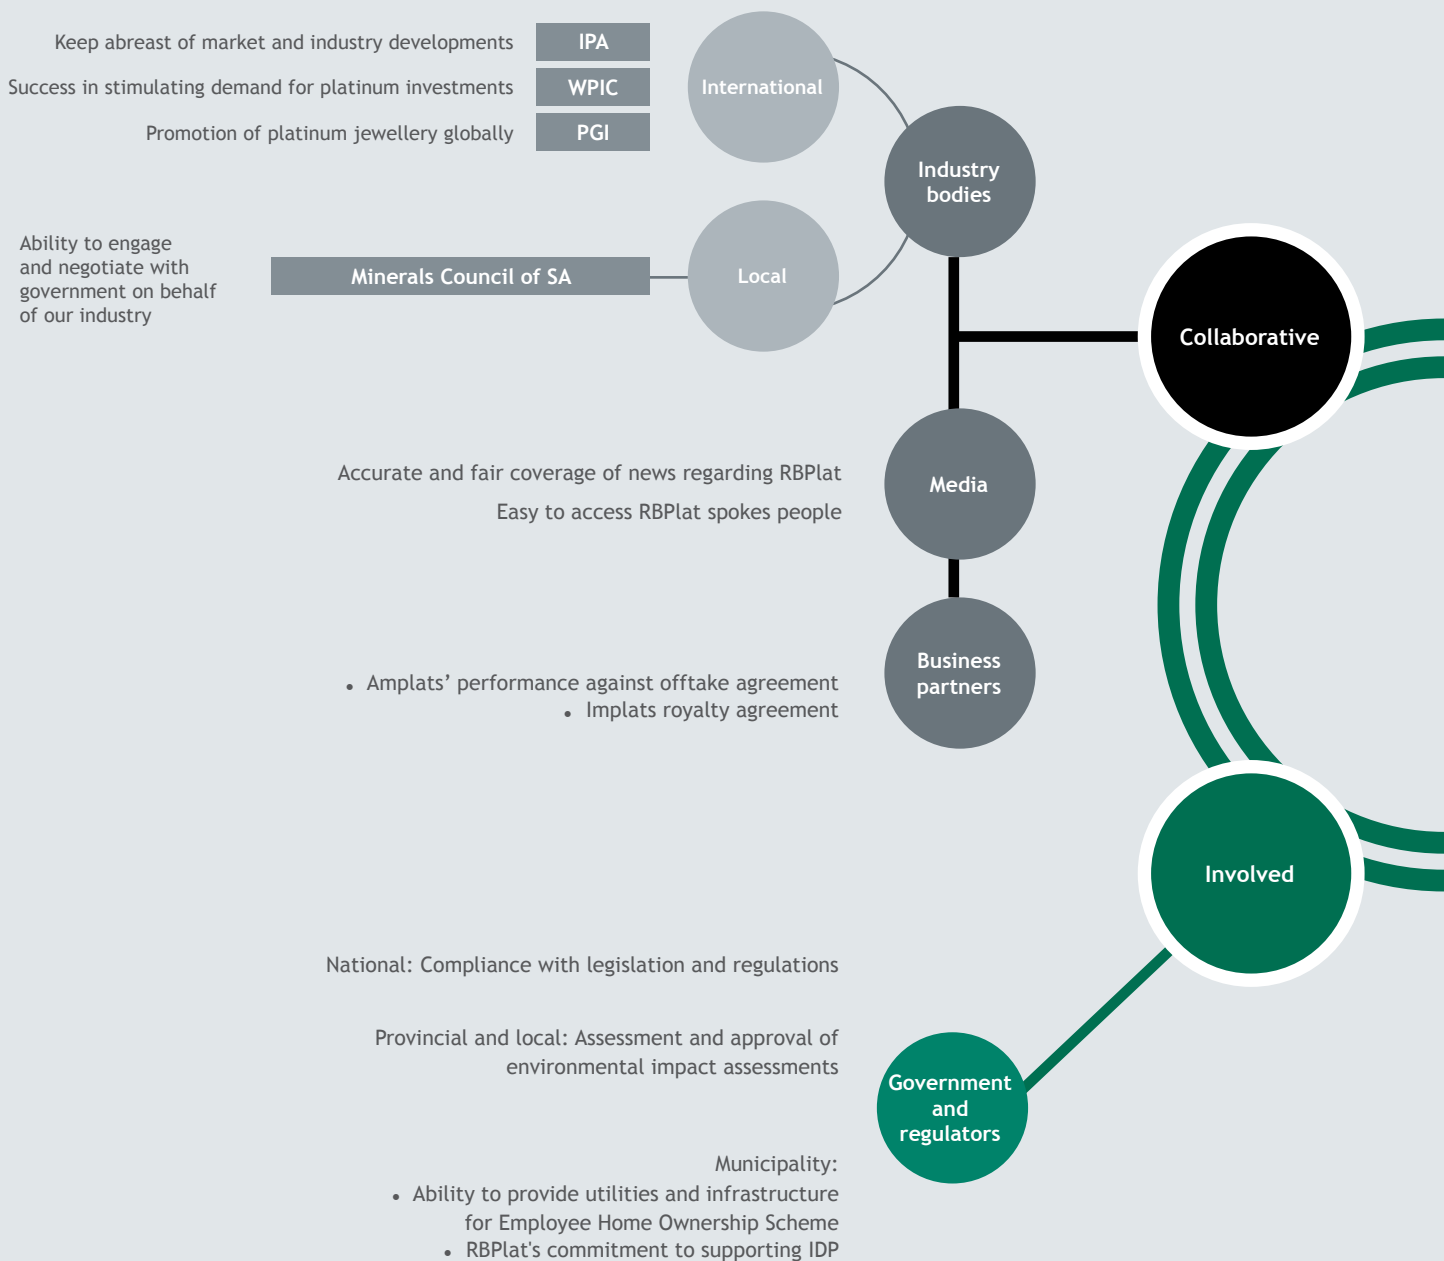 Keep abreast of market and industry developments
IPA
Success in stimulating demand for platinum investments
WPIC
Promotion of platinum jewellery globally
PGI
International
Industry
bodies
Ability to engage
and negotiate with
government on behalf
of our industry
Minerals Council of SA
Local
Collaborative
Accurate and fair coverage of news regarding RBPlat
Easy to access RBPlat spokes people
Media
Business
partners
• Amplats’ performance against offtake agreement
• Implats royalty agreement
Involved
National: Compliance with legislation and regulations
Provincial and local: Assessment and approval of
environmental impact assessments
Government
and
regulators
Municipality:
• Ability to provide utilities and infrastructure
for Employee Home Ownership Scheme
• RBPlat's commitment to supporting IDP